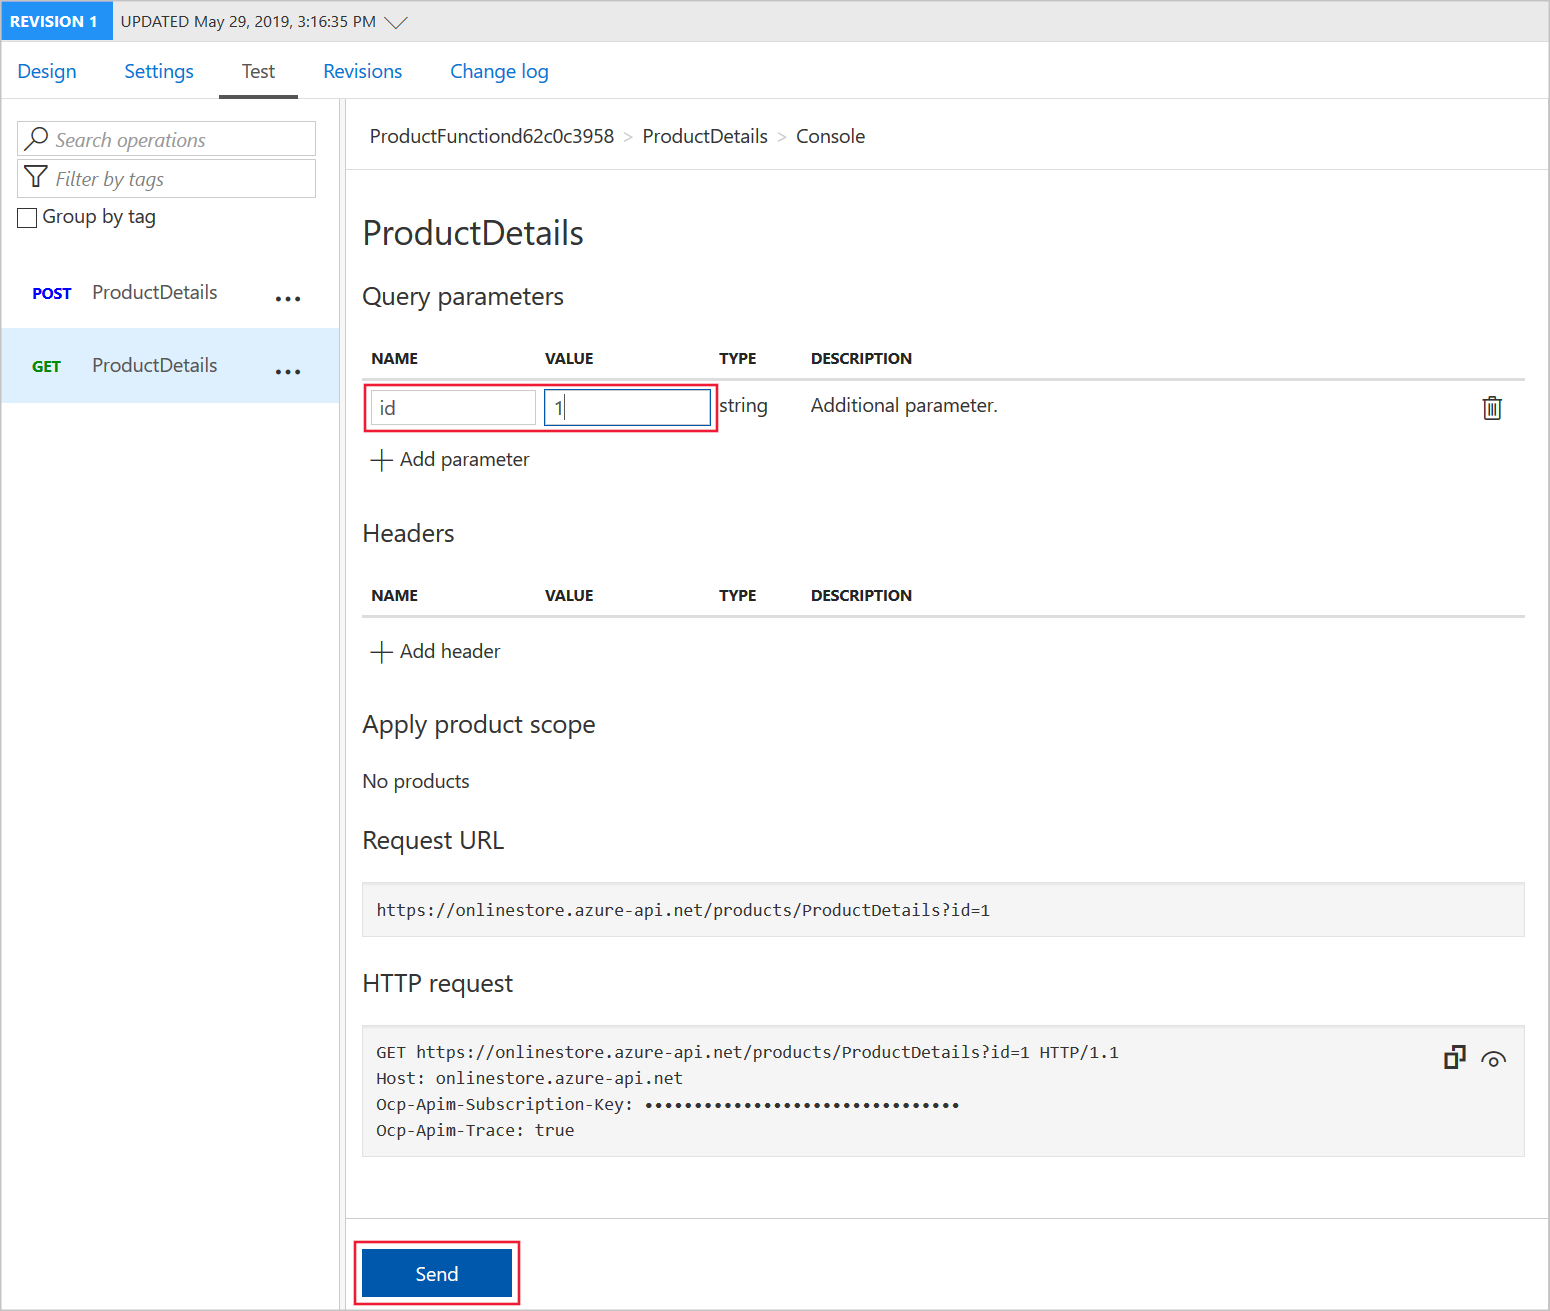 REVISION 1 UPDATED May 29, 2019, 3:16:35 PM
Design Settings Test Revisions Change log
Search operations
Filter by tags
Group by tag
POST ProductDetails ...
GET ProductDetails ...
ProductFunctiond62c0c3958 > ProductDetails > Console
ProductDetails
Query parameters
NAME VALUE TYPE DESCRIPTION
id 1 string Additional parameter.
Add parameter
Headers
NAME VALUE TYPE DESCRIPTION
Add header
Apply product scope
No products
Request URL
https://onlinestore.azure-api.net/products/ProductDetails?id=1
HTTP request
GET https://onlinestore.azure-api.net/products/ProductDetails?id=1 HTTP/1.1
Host: onlinestore.azure-api.net
Ocp-Apim-Subscription-Key: ••••••••••••••••••••••••••••••••
Ocp-Apim-Trace: true
Send